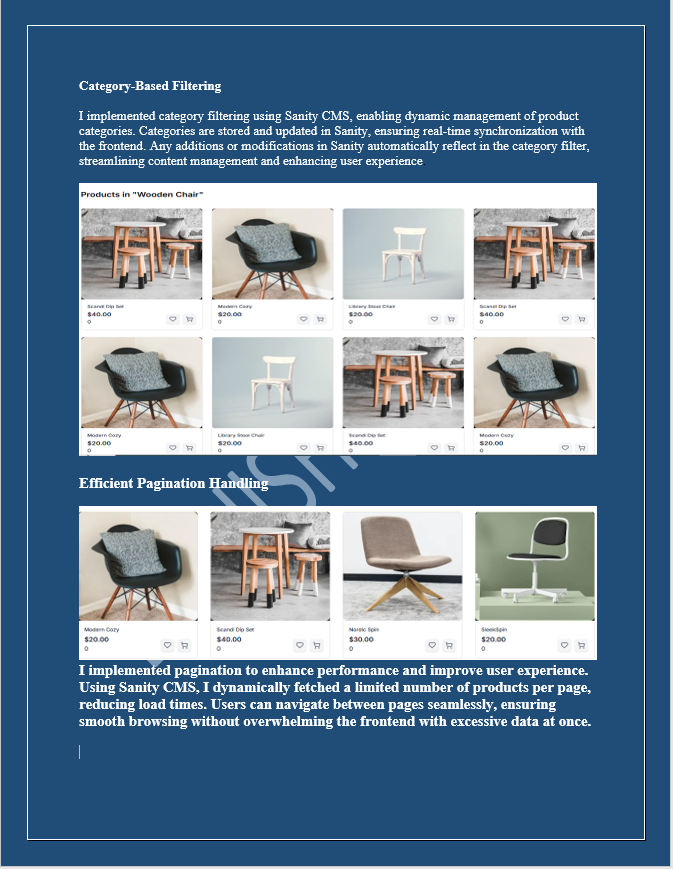 Category-Based Filtering
I implemented category filtering using Sanity CMS, enabling dynamic management of product
categories. Categories are stored and updated in Sanity, ensuring real-time synchronization with
the frontend. Any additions or modifications in Sanity automatically reflect in the category filter,
streamlining content management and enhancing user experience.
Products in "Wooden Chair"
Scandi Dip Set
$40.00
0
Modern Cozy
$20.00
0
Library Stool Chair
$20.00
0
Scandi Dip Set
$40.00
0
Modern Cozy
$20.00
0
Library Stool Chair
$20.00
0
Scandi Dip Set
$40.00
0
Modern Cozy
$20.00
0
Efficient Pagination Handling
Modern Cozy
$20.00
0
Scandi Dip Set
$40.00
0
Nordic Spin
$30.00
0
SleekSpin
$20.00
0
I implemented pagination to enhance performance and improve user experience.
Using Sanity CMS, I dynamically fetched a limited number of products per page,
reducing load times. Users can navigate between pages seamlessly, ensuring
smooth browsing without overwhelming the frontend with excessive data at once.